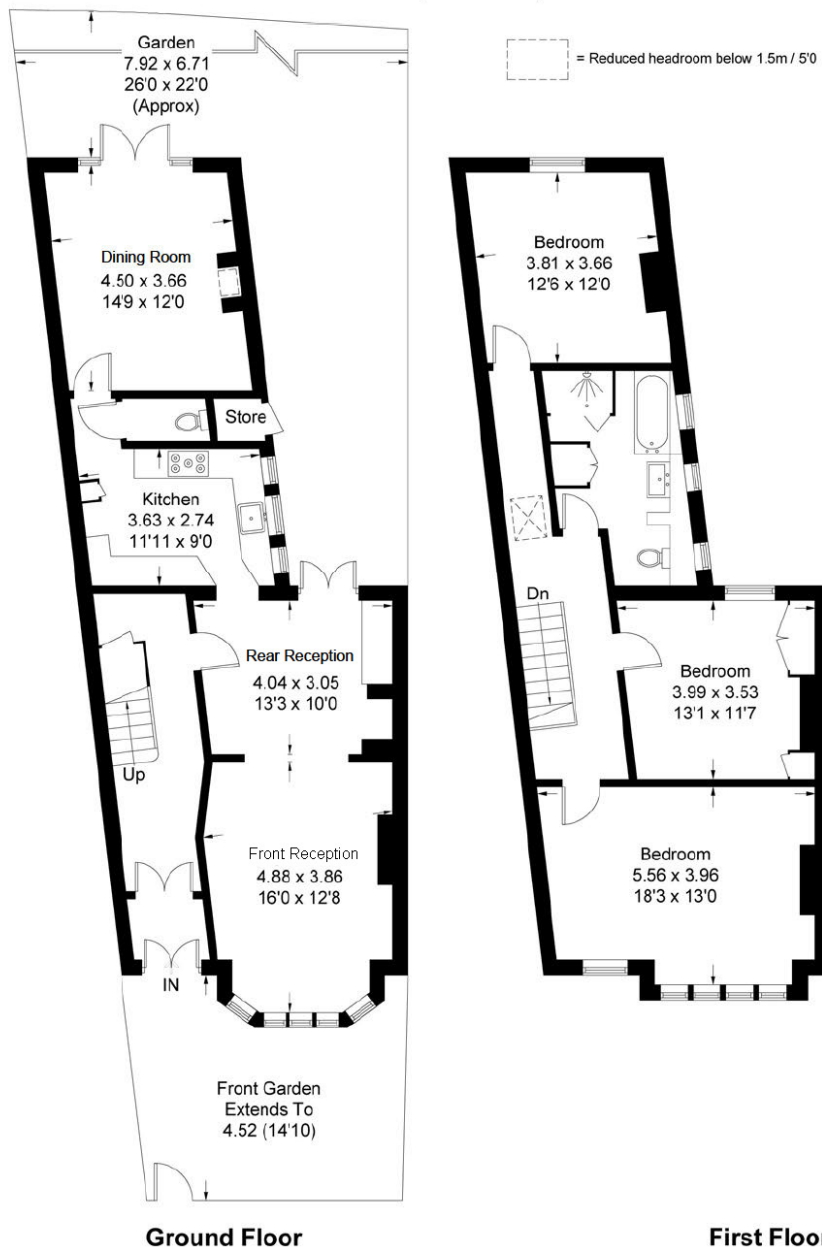 Garden
7.92 x 6.71
26'0 x 22'0
(Approx)
= Reduced headroom below 1.5m / 5'0
Dining Room
4.50 x 3.66
14'9 x 12'0
Store
Kitchen
3.63 x 2.74
11'11 x 9'0
Rear Reception
4.04 x 3.05
13'3 x 10'0
Up
Front Reception
4.88 x 3.86
16'0 x 12'8
IN
Front Garden
Extends To
4.52 (14'10)
Ground Floor
Bedroom
3.81 x 3.66
12'6 x 12'0
Dn
Bedroom
3.99 x 3.53
13'1 x 11'7
Bedroom
5.56 x 3.96
18'3 x 13'0
First Floor